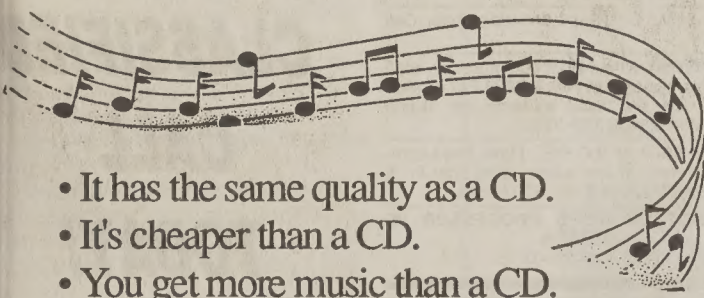 • It has the same quality as a CD.
• It's cheaper than a CD.
• You get more music than a CD.